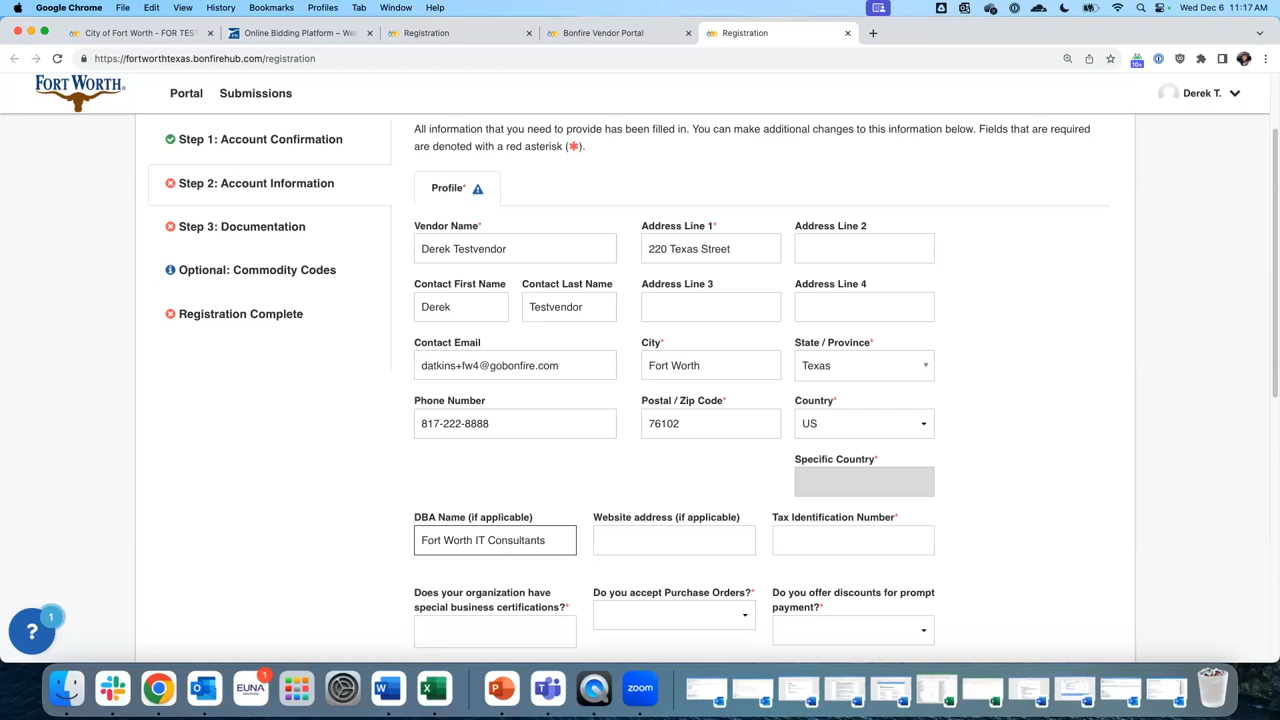 Chrome File Edit View History Bookmarks Profiles Tab Window Help
Wed Dec 6 11:17AM
City of Fort Worth - FOR TEST
Online Bidding Platform – We
Registration
Bonfire Vendor Portal
Registration
https://fortworthtexas.bonfirehub.com/registration
10+
FORT WORTH
Portal Submissions
Derek T.
Step 1: Account Confirmation
Step 2: Account Information
Step 3: Documentation
Optional: Commodity Codes
Registration Complete
All information that you need to provide has been filled in. You can make additional changes to this information below. Fields that are required
are denoted with a red asterisk (✱).
Profile*
Vendor Name* Address Line 1* Address Line 2
Derek Testvendor 220 Texas Street
Contact First Name Contact Last Name Address Line 3 Address Line 4
Derek Testvendor
Contact Email City* State / Province*
datkins+fw4@gobonfire.com Fort Worth Texas
Phone Number Postal / Zip Code* Country*
817-222-8888 76102 US
Specific Country*
DBA Name (if applicable) Website address (if applicable) Tax Identification Number*
Fort Worth IT Consultants
Does your organization have
special business certifications?*
Do you accept Purchase Orders?*
Do you offer discounts for prompt
payment?*
? 1
EUNA 1
W X P T zoom